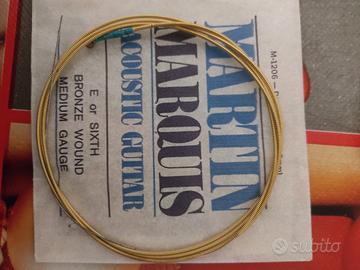 MARTIN
MARQUIS
ACOUSTIC GUITAR
E or SIXTH
BRONZE WOUND
MEDIUM GAUGE
M-1206 —
subito